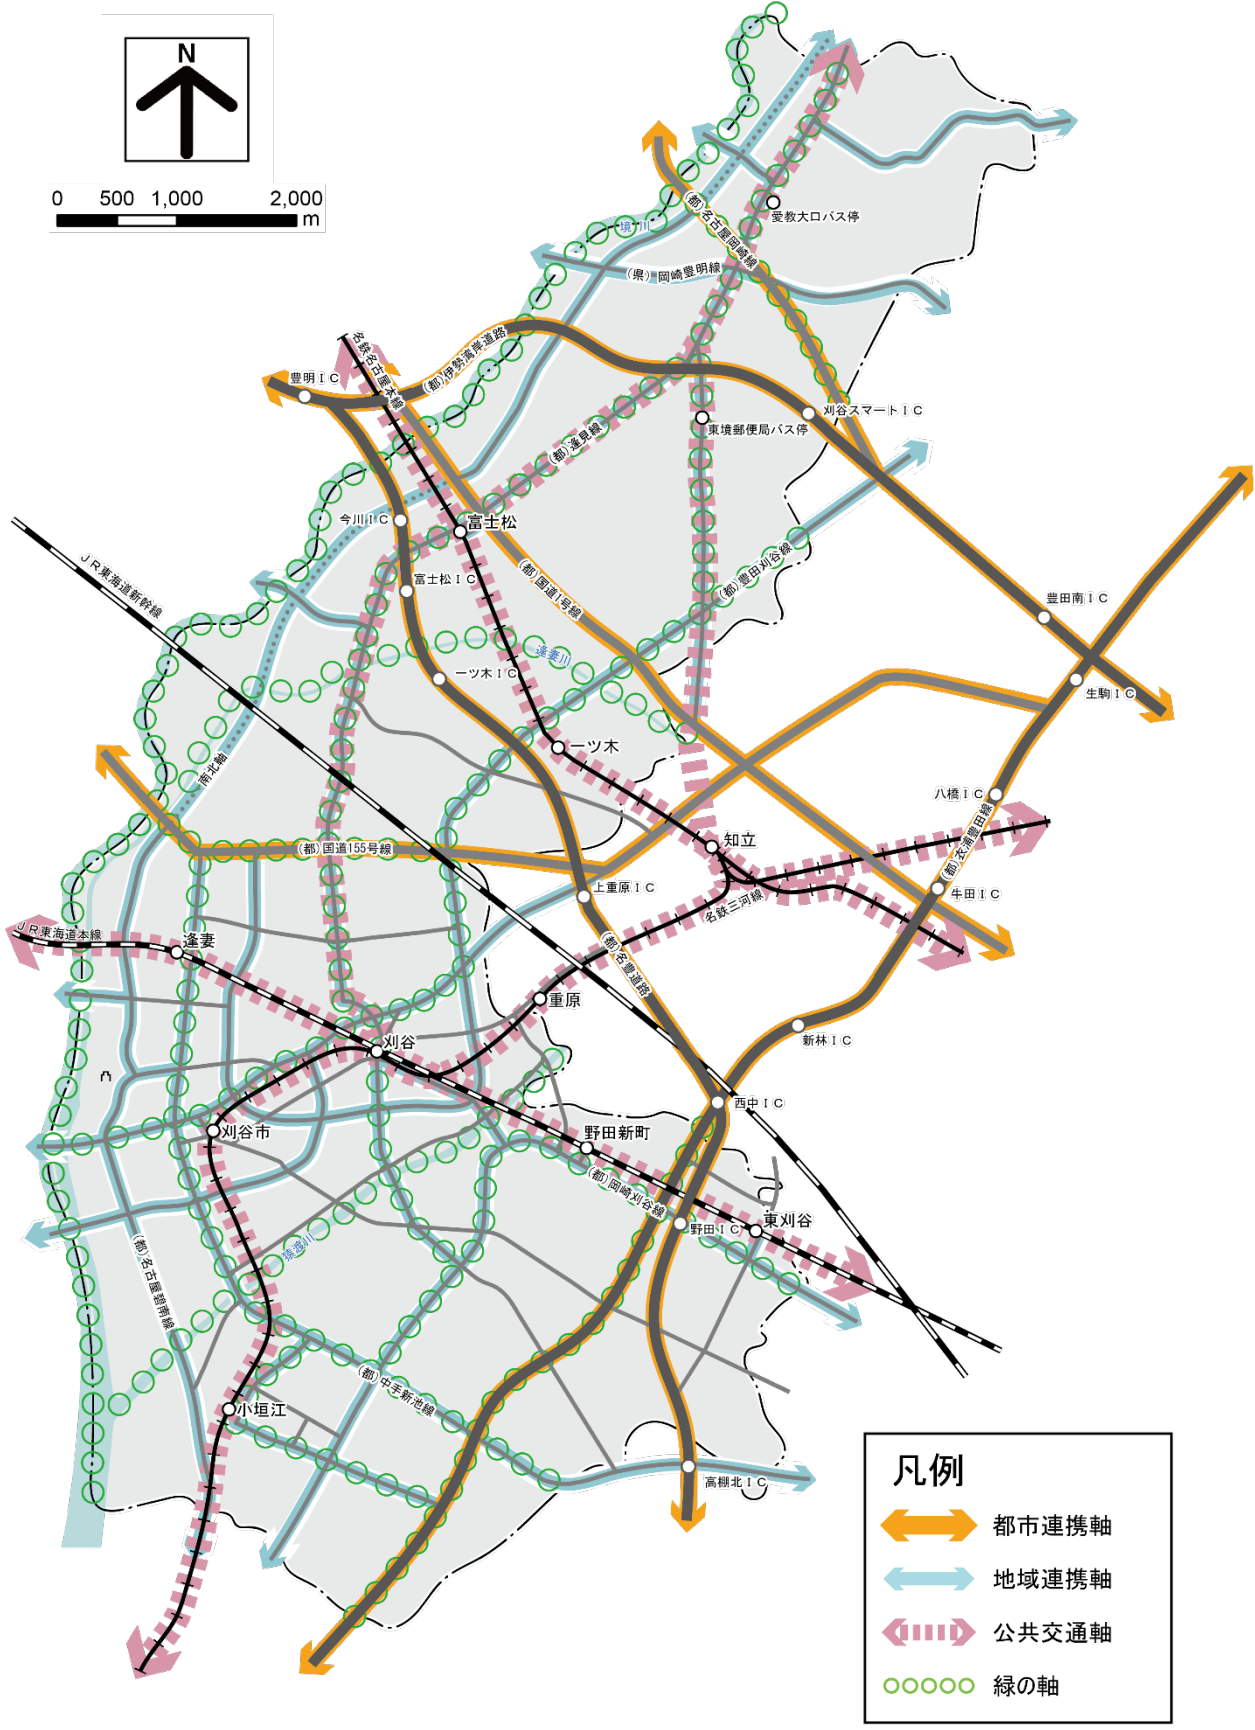 N
0 500 1,000 2,000
m
愛教大口バス停
境川
(都)名古屋岡崎線
(県)岡崎豊明線
(都)伊勢湾岸道路
名鉄名古屋本線
豊明IC
刈谷スマートIC
東境郵便局バス停
(都)逢見線
今川IC
富士松
富士松IC
(都)国道1号線
(都)豊田刈谷線
JR東海道新幹線
豊田南IC
逢妻川
一ツ木IC
生駒IC
一ツ木
南北軸
八橋IC
知立
(都)国道155号線
(都)衣浦豊田線
上重原IC
牛田IC
名鉄三河線
JR東海道本線
逢妻
(都)名豊道路
重原
刈谷
新林IC
西中IC
刈谷市
野田新町
(都)岡崎刈谷線
東刈谷
野田IC
猿渡川
(都)名古屋碧南線
(都)中手新池線
小垣江
高棚北IC
凡例
都市連携軸
地域連携軸
公共交通軸
緑の軸